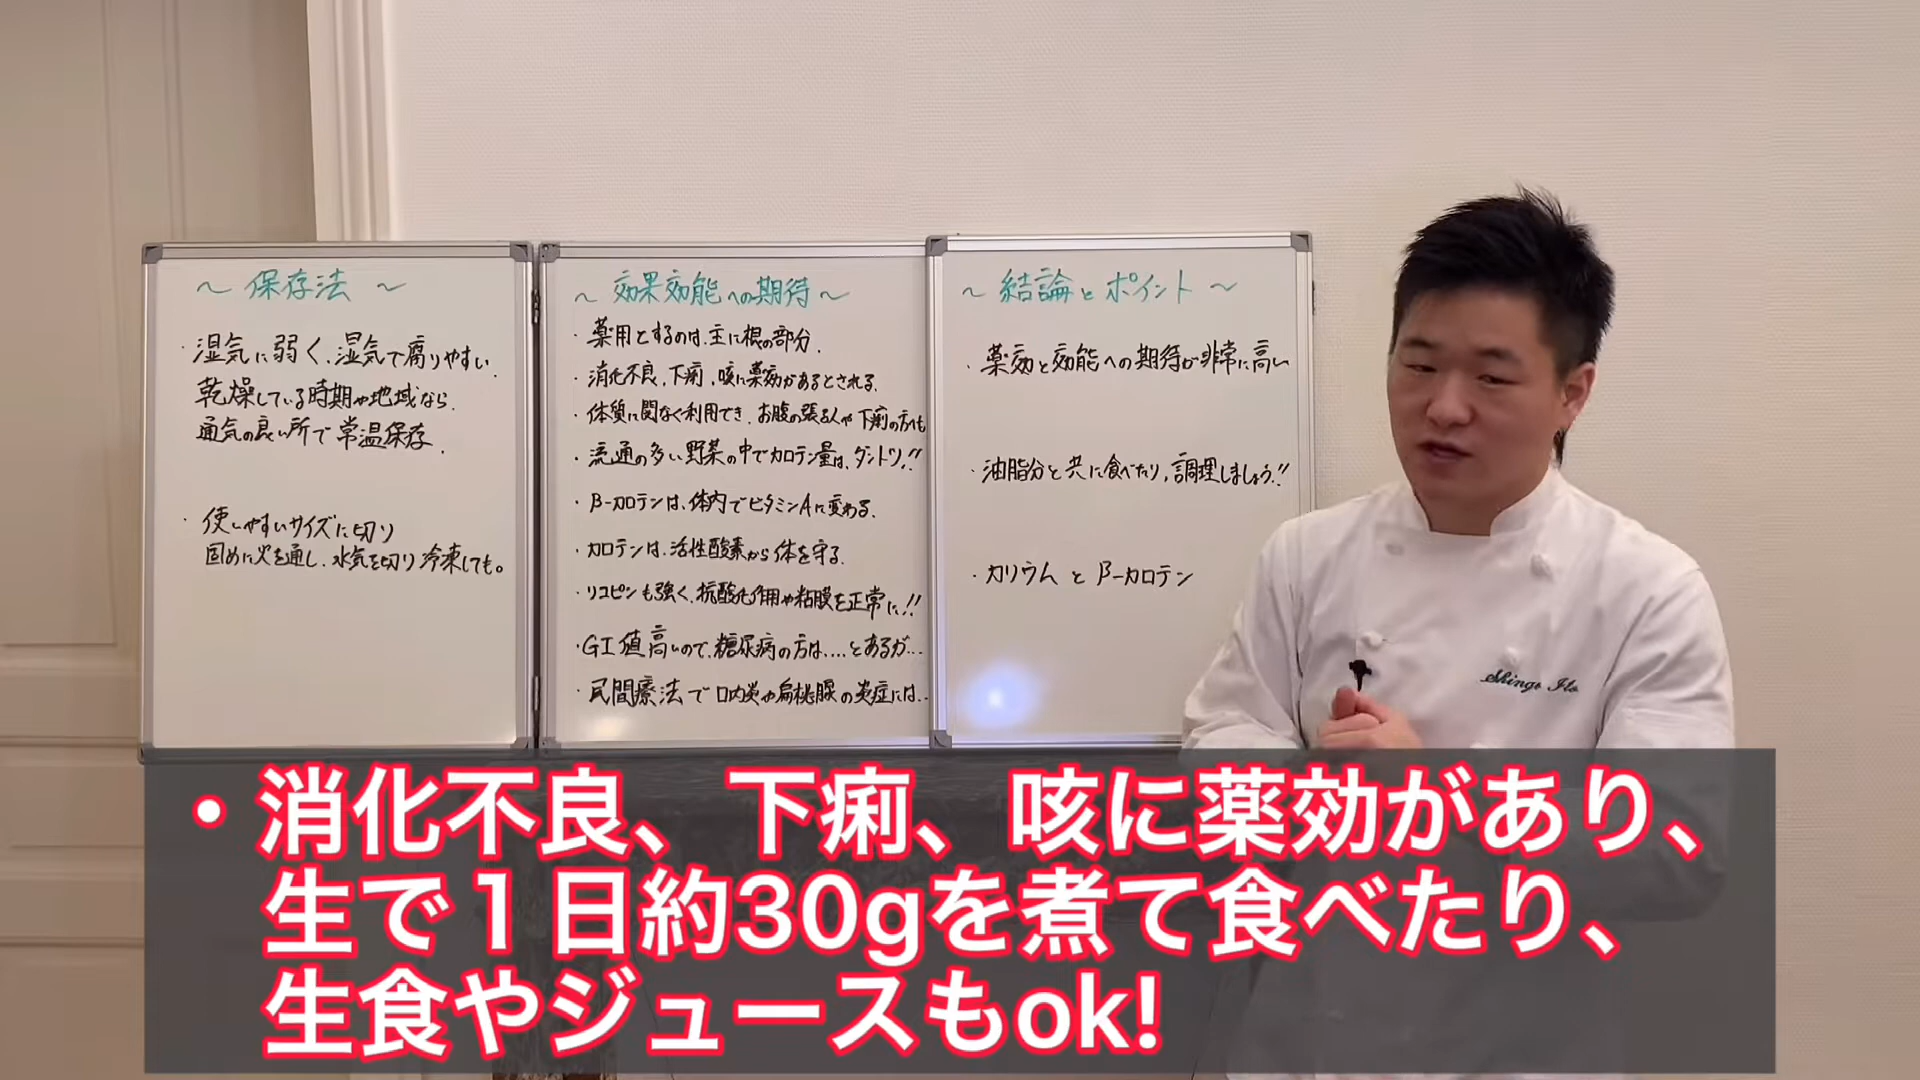 ～保存法～
・湿気に弱く、湿気で腐りやすい、
乾燥している時期や地域なら、
通気の良い所で常温保存、
・使いやすいサイズに切り
固めに火を通し、水気を切り冷凍しても。
～効果効能への期待～
・薬用とするのは、主に根の部分、
・消化不良、下痢、咳に薬効があるとされる、
・体質に関なく利用でき、お腹の張る人や下痢の方へも
・流通の多い野菜の中でカロテン量は、ダントツ!!
・β-カロテンは、体内でビタミンAに変わる、
・カロテンは、活性酸素から体を守る、
・リコピンも強く、抗酸化作用や粘膜を正常に!!
・GI値高いので、糖尿病の方は....とあるが...
・民間療法で口内炎や扁桃腺の炎症には..
～結論とポイント～
・薬効と効能への期待が非常に高い
・油脂分と共に食べたり、調理しましょう!!
・カリウムとβ-カロテン
Shingo Ito
・消化不良、下痢、咳に薬効があり、
生で１日約30gを煮て食べたり、
生食やジュースもok!